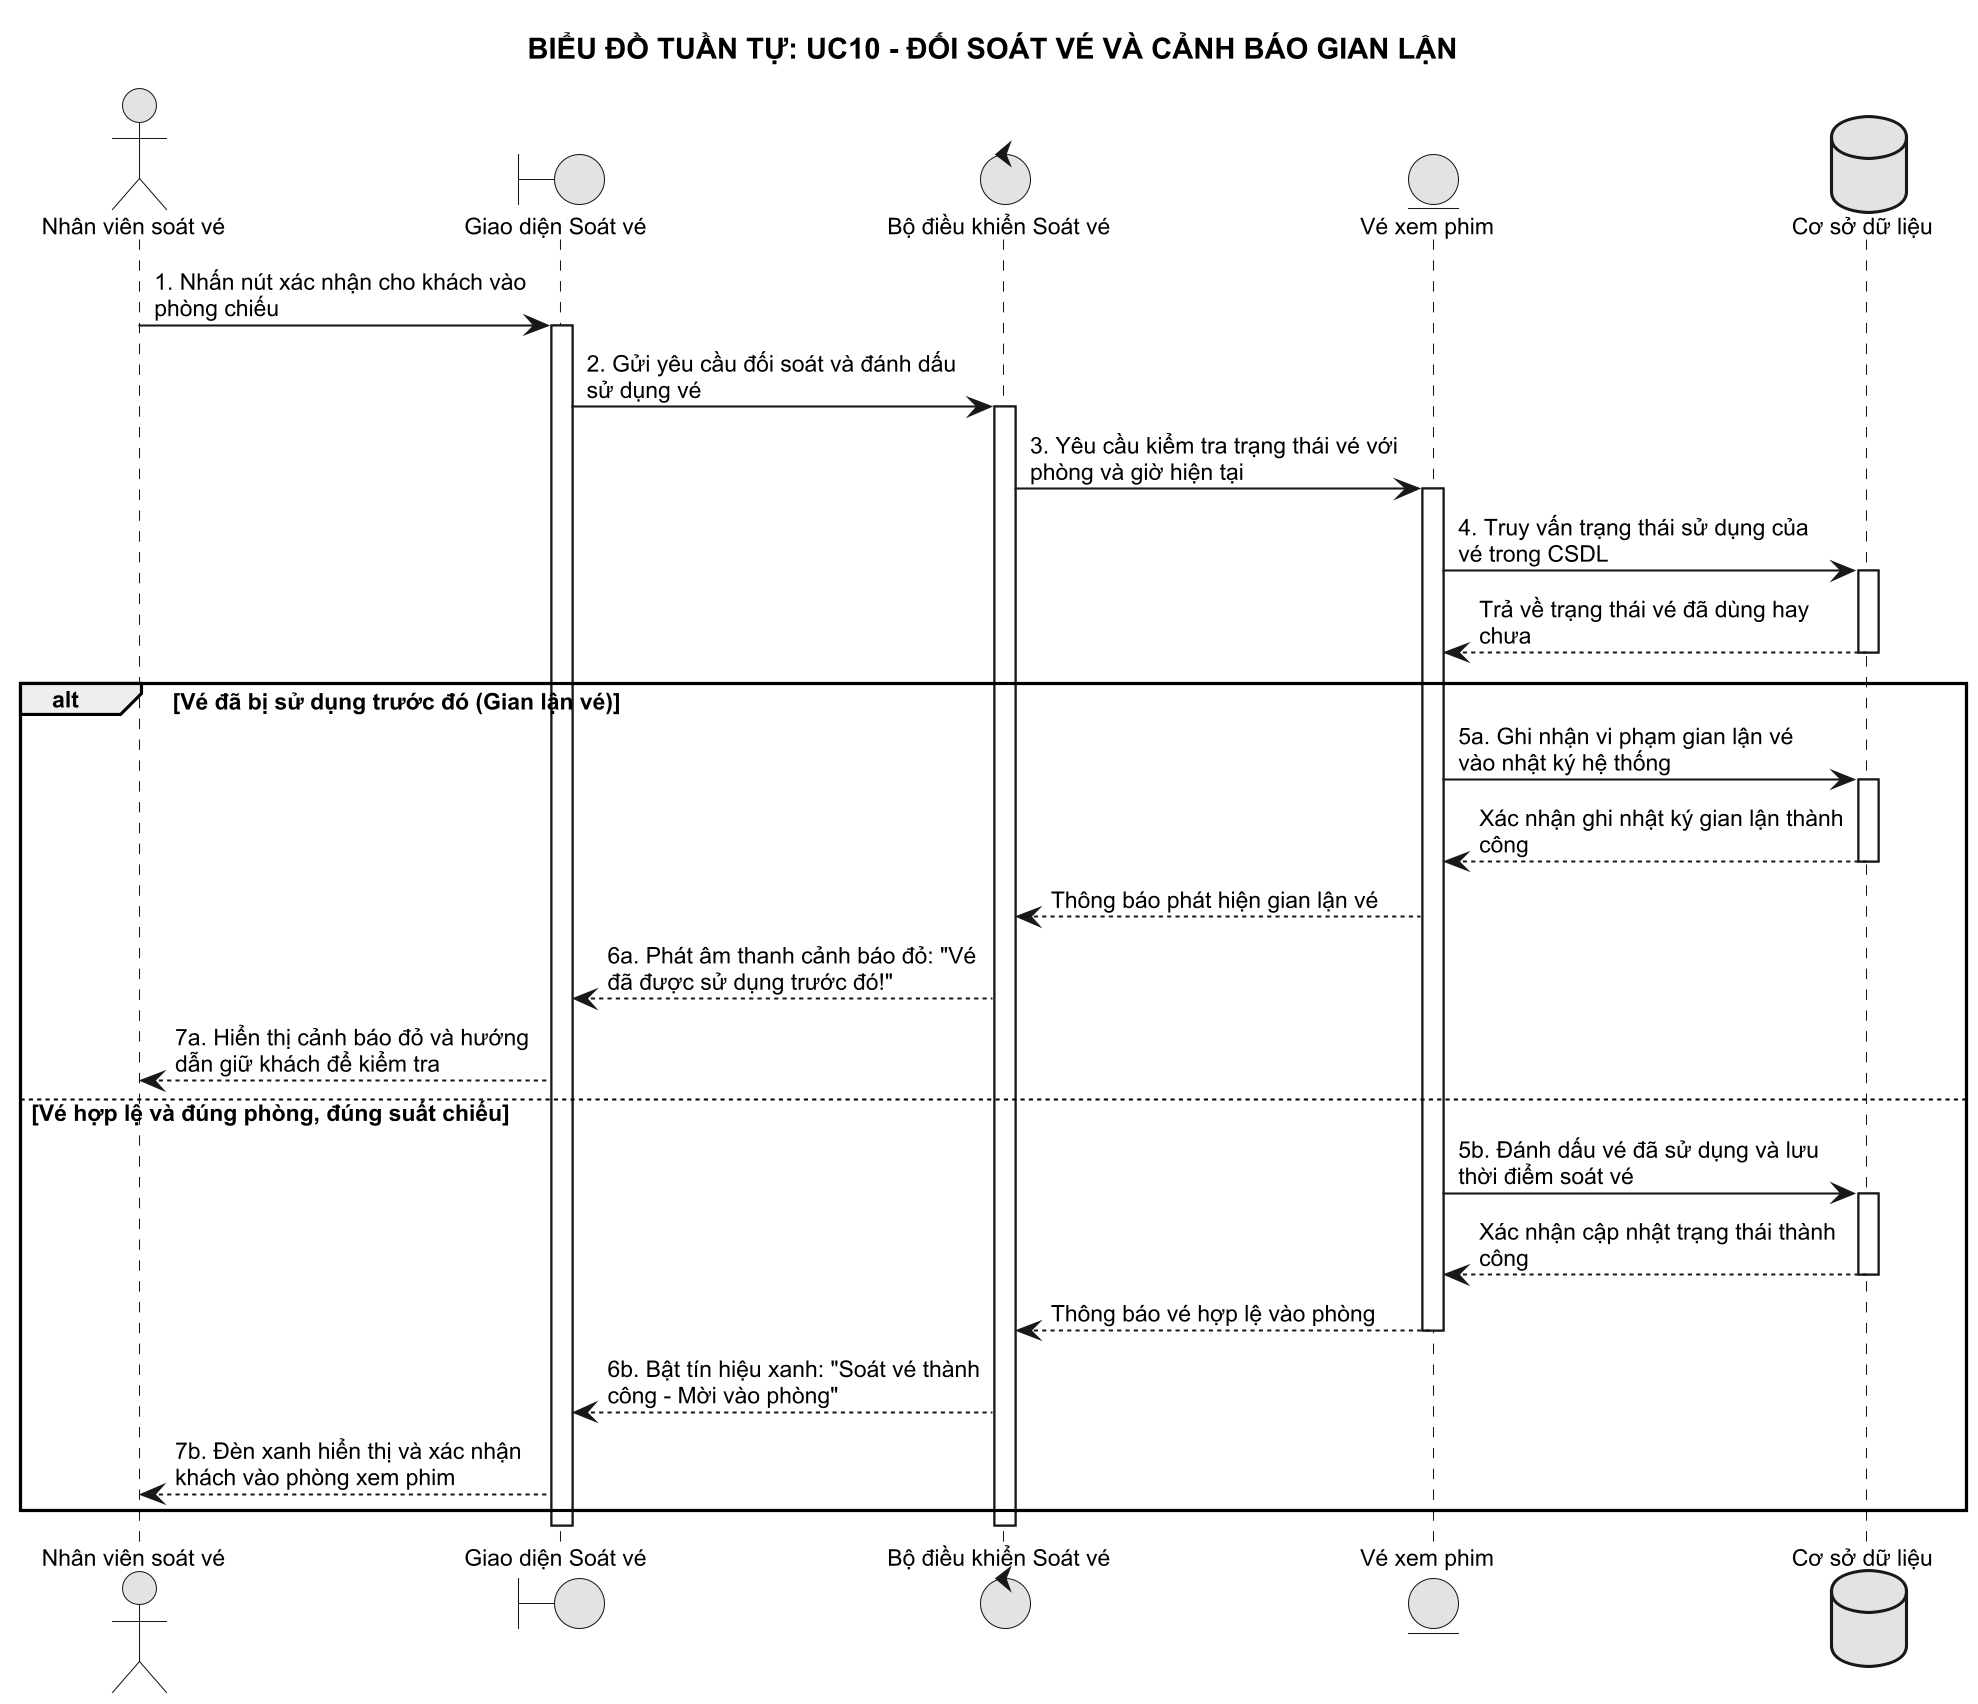 BIỂU ĐỒ TUẦN TỰ: UC10 - ĐỐI SOÁT VÉ VÀ CẢNH BÁO GIAN LẬN
Nhân viên soát vé
Giao diện Soát vé
Bộ điều khiển Soát vé
Vé xem phim
Cơ sở dữ liệu
1. Nhấn nút xác nhận cho khách vào
phòng chiếu
2. Gửi yêu cầu đối soát và đánh dấu
sử dụng vé
3. Yêu cầu kiểm tra trạng thái vé với
phòng và giờ hiện tại
4. Truy vấn trạng thái sử dụng của
vé trong CSDL
Trả về trạng thái vé đã dùng hay
chưa
alt
[Vé đã bị sử dụng trước đó (Gian lận vé)]
5a. Ghi nhận vi phạm gian lận vé
vào nhật ký hệ thống
Xác nhận ghi nhật ký gian lận thành
công
Thông báo phát hiện gian lận vé
6a. Phát âm thanh cảnh báo đỏ: "Vé
đã được sử dụng trước đó!"
7a. Hiển thị cảnh báo đỏ và hướng
dẫn giữ khách để kiểm tra
[Vé hợp lệ và đúng phòng, đúng suất chiếu]
5b. Đánh dấu vé đã sử dụng và lưu
thời điểm soát vé
Xác nhận cập nhật trạng thái thành
công
Thông báo vé hợp lệ vào phòng
6b. Bật tín hiệu xanh: "Soát vé thành
công - Mời vào phòng"
7b. Đèn xanh hiển thị và xác nhận
khách vào phòng xem phim
Nhân viên soát vé
Giao diện Soát vé
Bộ điều khiển Soát vé
Vé xem phim
Cơ sở dữ liệu